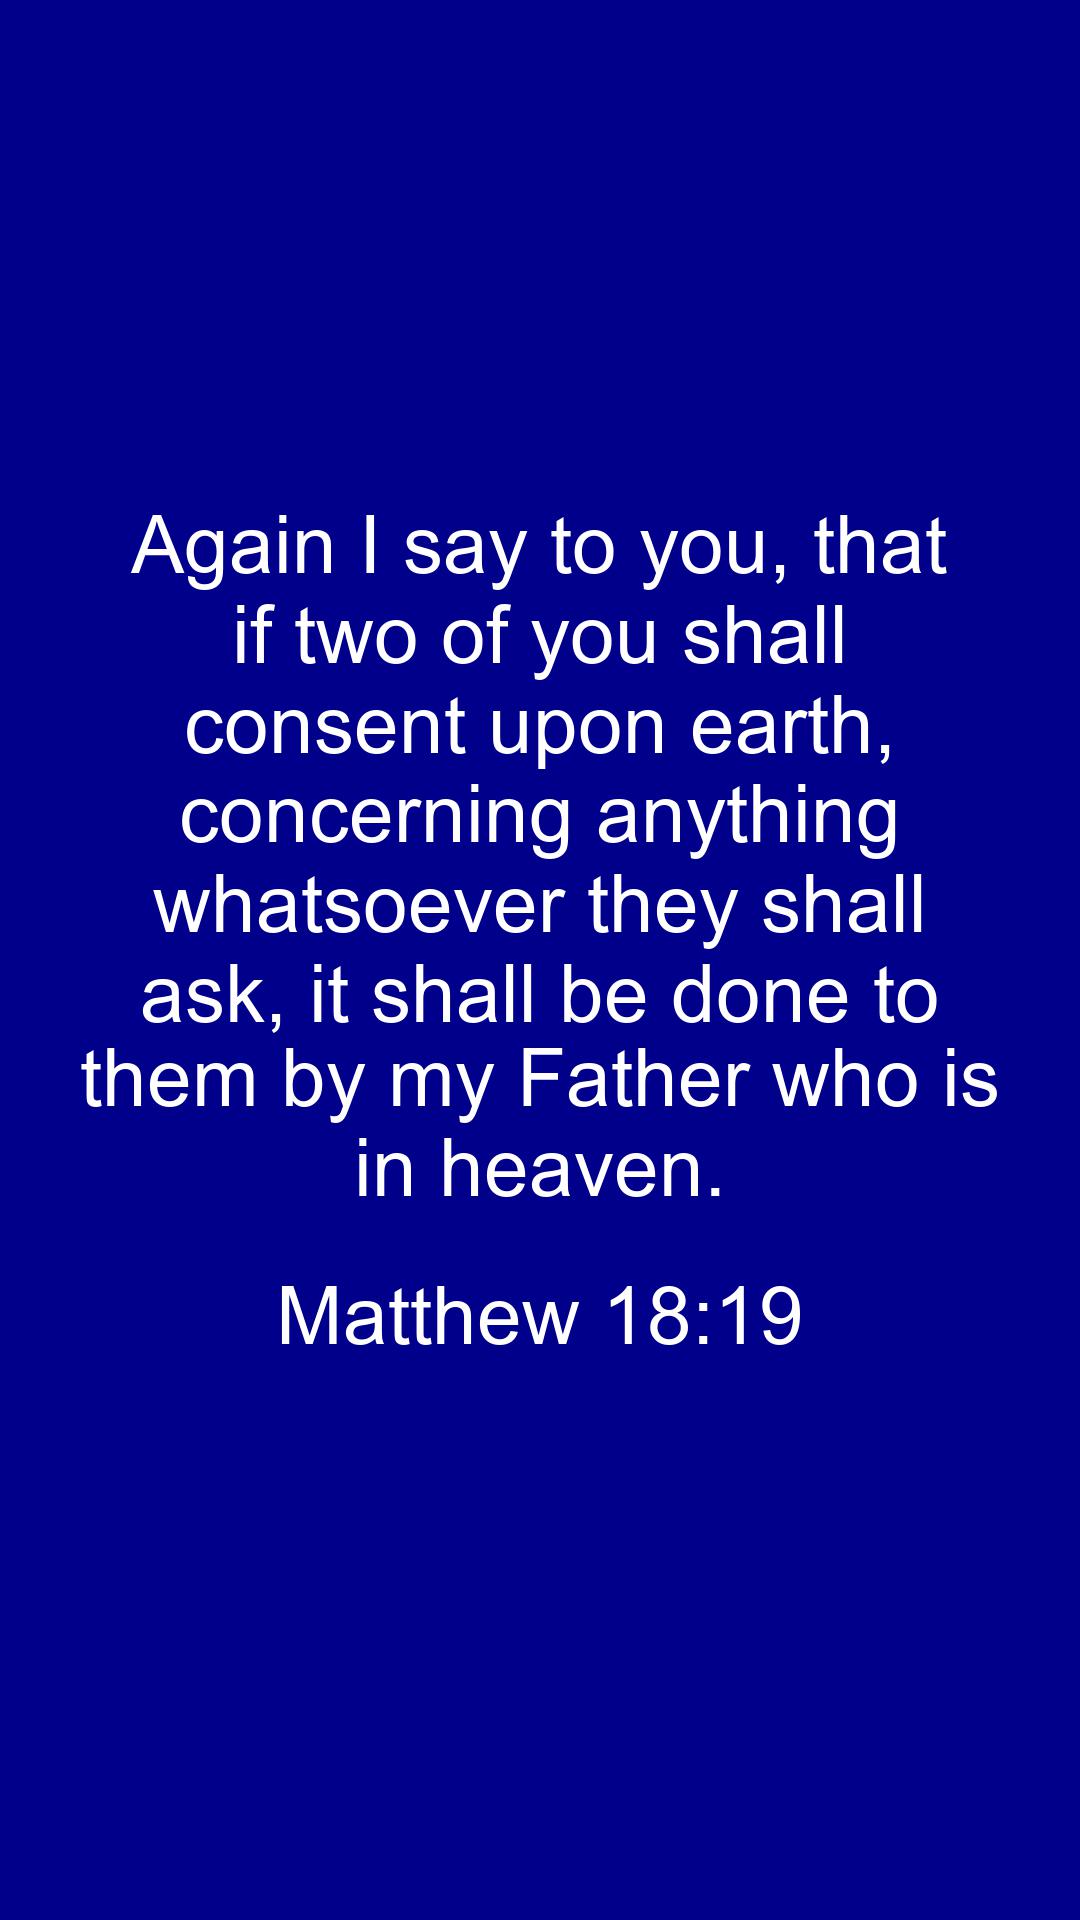 Again I say to you, that
if two of you shall
consent upon earth,
concerning anything
whatsoever they shall
ask, it shall be done to
them by my Father who is
in heaven.
Matthew 18:19